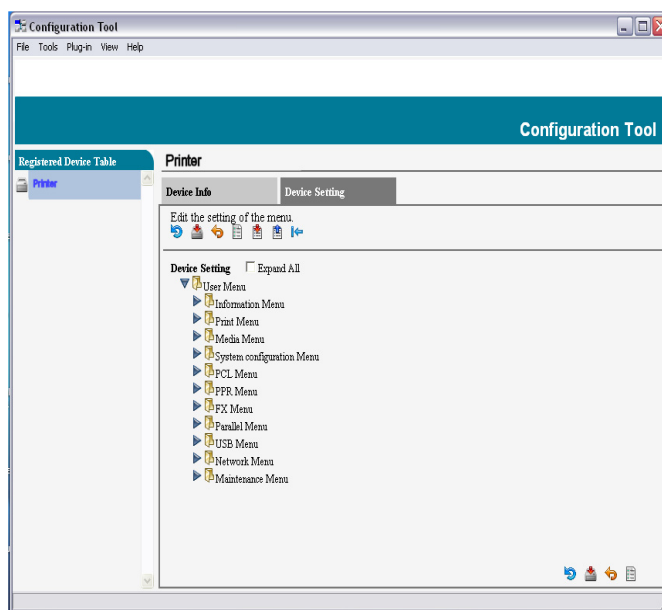 Configuration Tool
File Tools Plug-in View Help
Configuration Tool
Registered Device Table
Printer
Printer
Device Info Device Setting
Edit the setting of the menu.
Device Setting Expand All
User Menu
Information Menu
Print Menu
Media Menu
System configuration Menu
PCL Menu
PPR Menu
FX Menu
Parallel Menu
USB Menu
Network Menu
Maintenance Menu